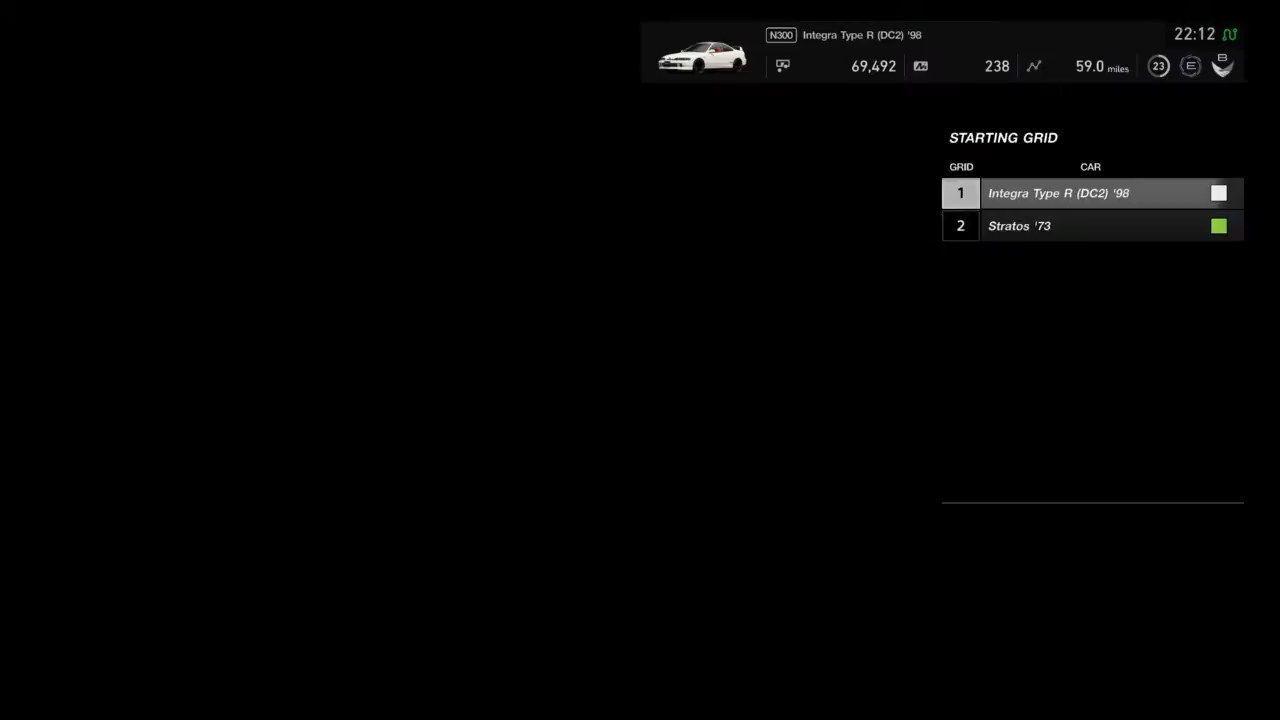 N300 Integra Type R (DC2) '98
22:12
69,492 238 59.0 miles 23 E B
STARTING GRID
GRID CAR
1 Integra Type R (DC2) '98
2 Stratos '73